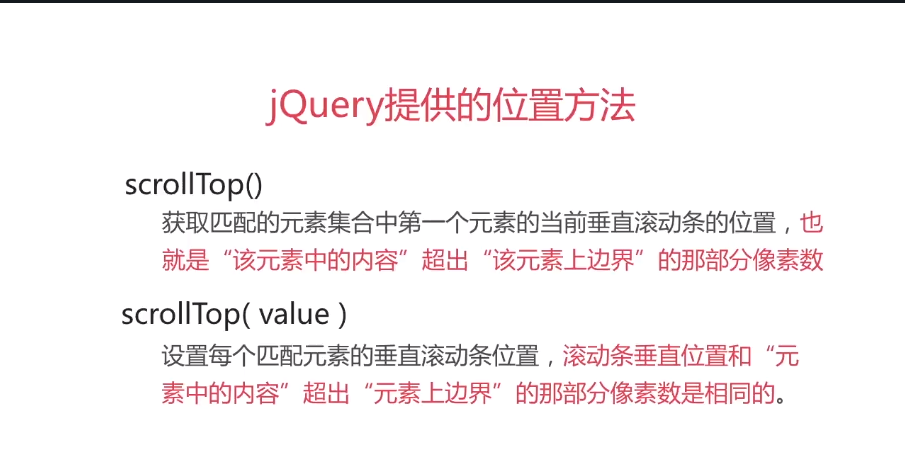 jQuery提供的位置方法
scrollTop()
获取匹配的元素集合中第一个元素的当前垂直滚动条的位置，也
就是“该元素中的内容”超出“该元素上边界”的那部分像素数
scrollTop( value )
设置每个匹配元素的垂直滚动条位置，滚动条垂直位置和“元
素中的内容”超出“元素上边界”的那部分像素数是相同的。